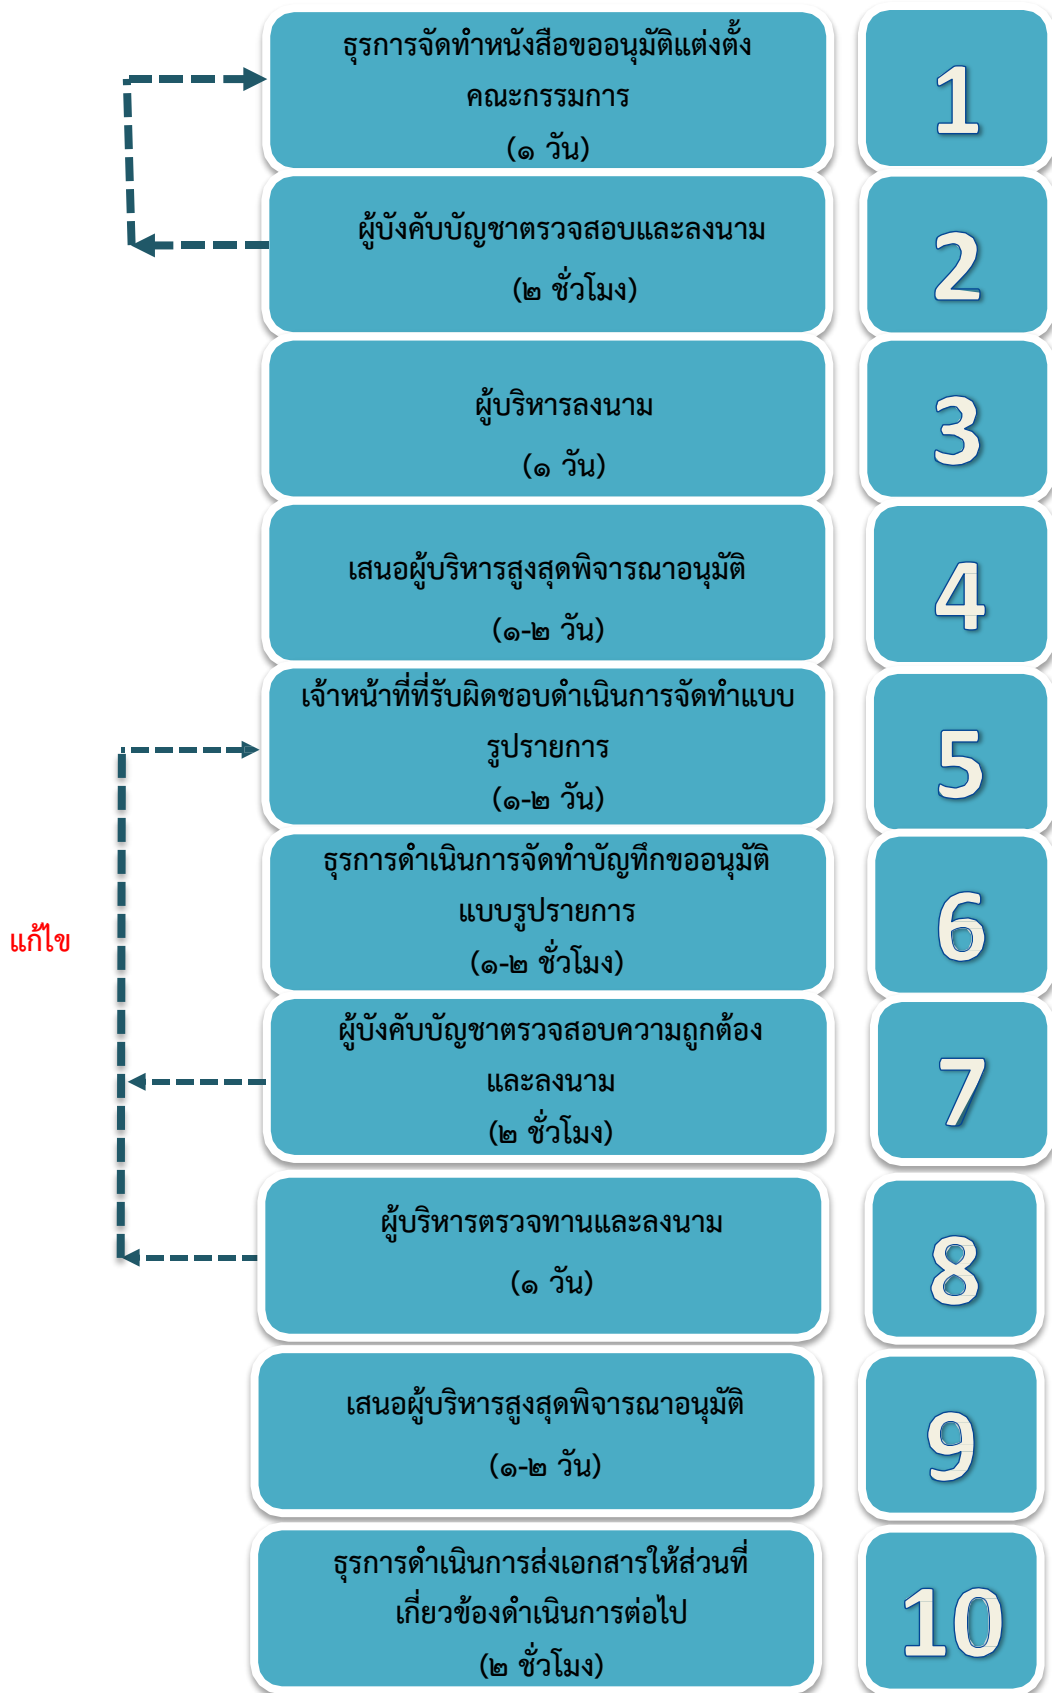 ธุรการจัดทำหนังสือขออนุมัติแต่งตั้ง
คณะกรรมการ
(๑ วัน)
1
ผู้บังคับบัญชาตรวจสอบและลงนาม
(๒ ชั่วโมง)
2
ผู้บริหารลงนาม
(๑ วัน)
3
เสนอผู้บริหารสูงสุดพิจารณาอนุมัติ
(๑-๒ วัน)
4
เจ้าหน้าที่ที่รับผิดชอบดำเนินการจัดทำแบบ
รูปรายการ
(๑-๒ วัน)
5
ธุรการดำเนินการจัดทำบัญทึกขออนุมัติ
แบบรูปรายการ
(๑-๒ ชั่วโมง)
6
แก้ไข
ผู้บังคับบัญชาตรวจสอบความถูกต้อง
และลงนาม
(๒ ชั่วโมง)
7
ผู้บริหารตรวจทานและลงนาม
(๑ วัน)
8
เสนอผู้บริหารสูงสุดพิจารณาอนุมัติ
(๑-๒ วัน)
9
ธุรการดำเนินการส่งเอกสารให้ส่วนที่
เกี่ยวข้องดำเนินการต่อไป
(๒ ชั่วโมง)
10